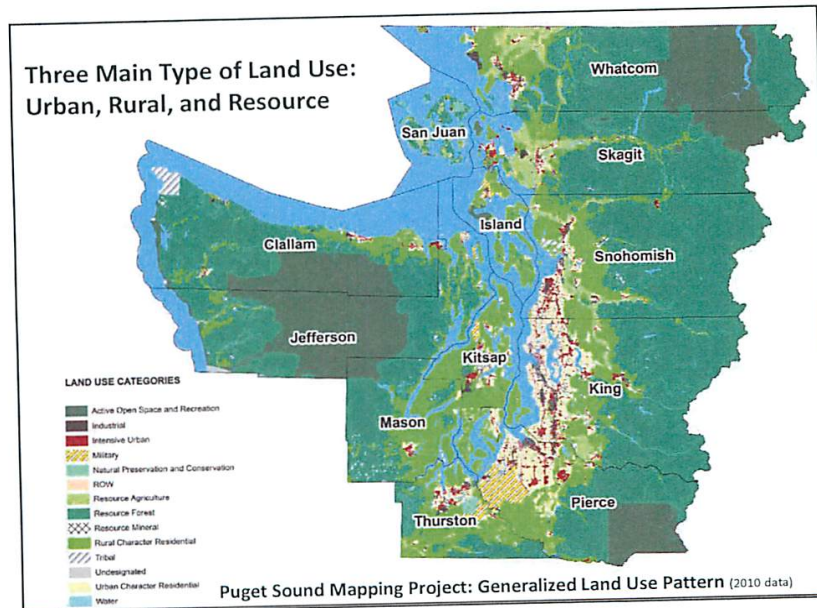 Three Main Type of Land Use:
Urban, Rural, and Resource
Whatcom
San Juan
Skagit
Island
Clallam
Snohomish
Jefferson
Kitsap
King
Mason
Pierce
Thurston
LAND USE CATEGORIES
Active Open Space and Recreation
Industrial
Intensive Urban
Military
Natural Preservation and Conservation
ROW
Resource Agriculture
Resource Forest
Resource Mineral
Rural Character Residential
Tribal
Undesignated
Urban Character Residential
Water
Puget Sound Mapping Project: Generalized Land Use Pattern (2010 data)